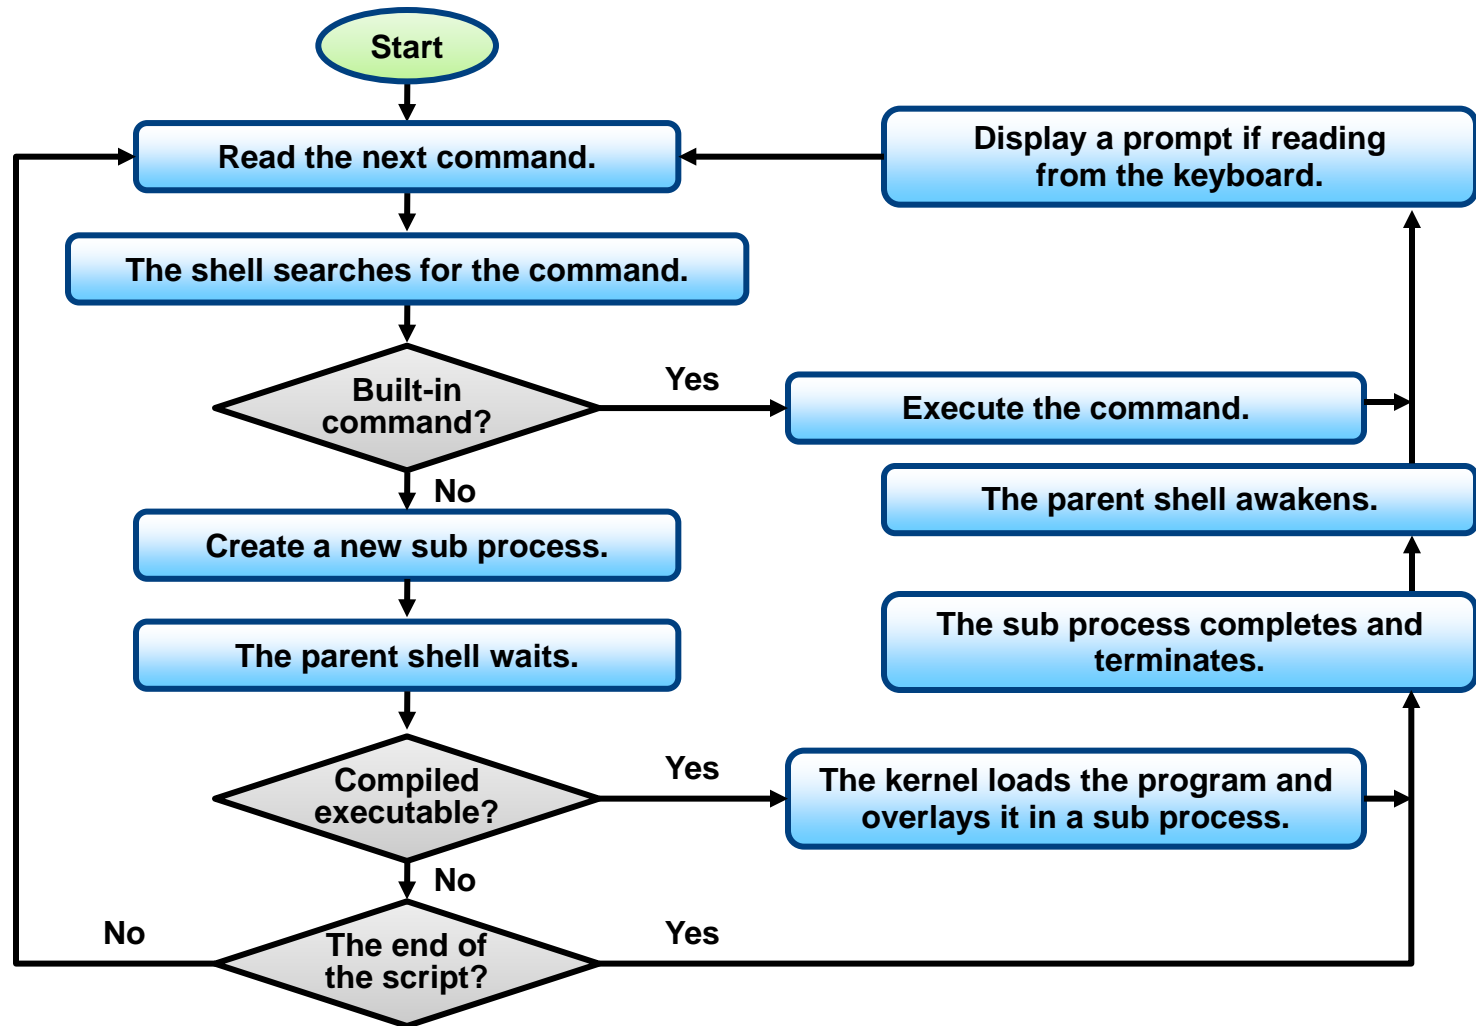 Start
Read the next command.
Display a prompt if reading
from the keyboard.
The shell searches for the command.
Built-in
command?
Yes
Execute the command.
No
The parent shell awakens.
Create a new sub process.
The sub process completes and
terminates.
The parent shell waits.
Compiled
executable?
Yes
The kernel loads the program and
overlays it in a sub process.
No
No
The end of
the script?
Yes